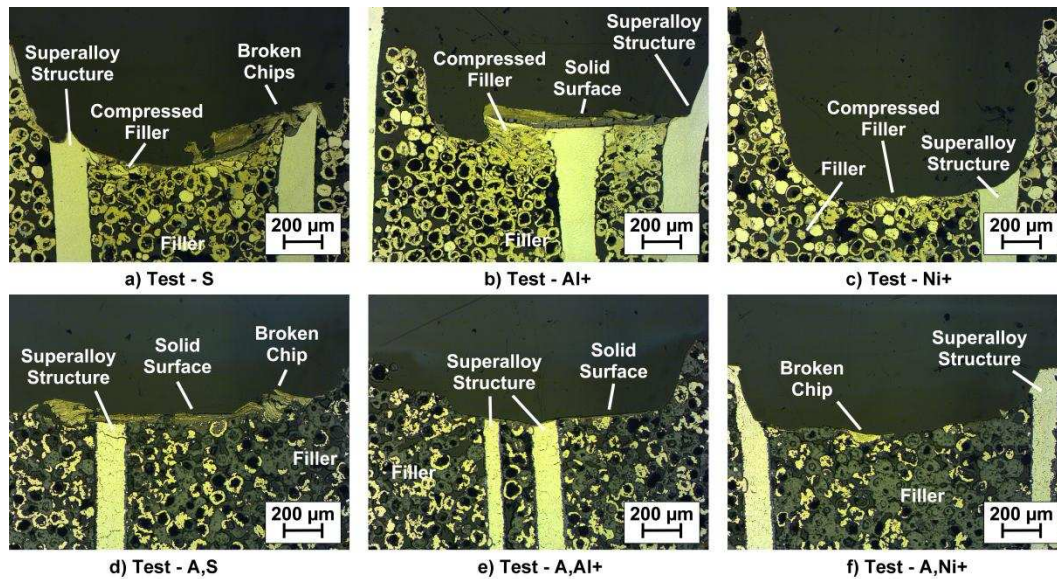 Superalloy
Structure
Broken
Chips
Compressed
Filler
Filler
200 µm
a) Test - S
Superalloy
Structure
Compressed
Filler
Solid
Surface
Filler
200 µm
b) Test - Al+
Compressed
Filler
Superalloy
Structure
Filler
200 µm
c) Test - Ni+
Superalloy
Structure
Solid
Surface
Broken
Chip
Filler
200 µm
d) Test - A,S
Superalloy
Structure
Solid
Surface
Filler
200 µm
e) Test - A,Al+
Superalloy
Structure
Broken
Chip
Filler
200 µm
f) Test - A,Ni+